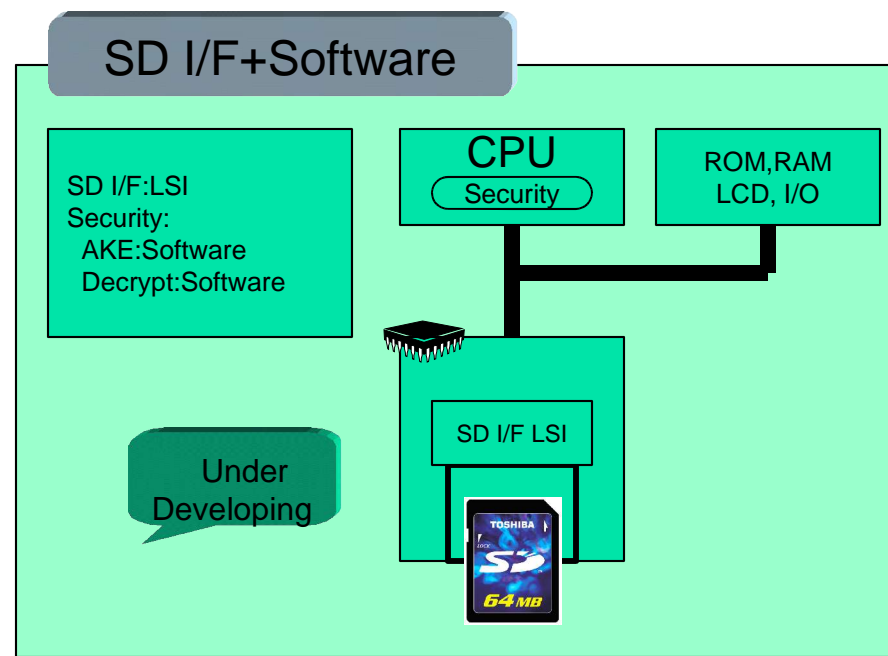 SD I/F+Software
SD I/F:LSI
Security:
AKE:Software
Decrypt:Software
CPU
Security
ROM,RAM
LCD, I/O
SD I/F LSI
Under
Developing
TOSHIBA
LOCK
SD
64MB